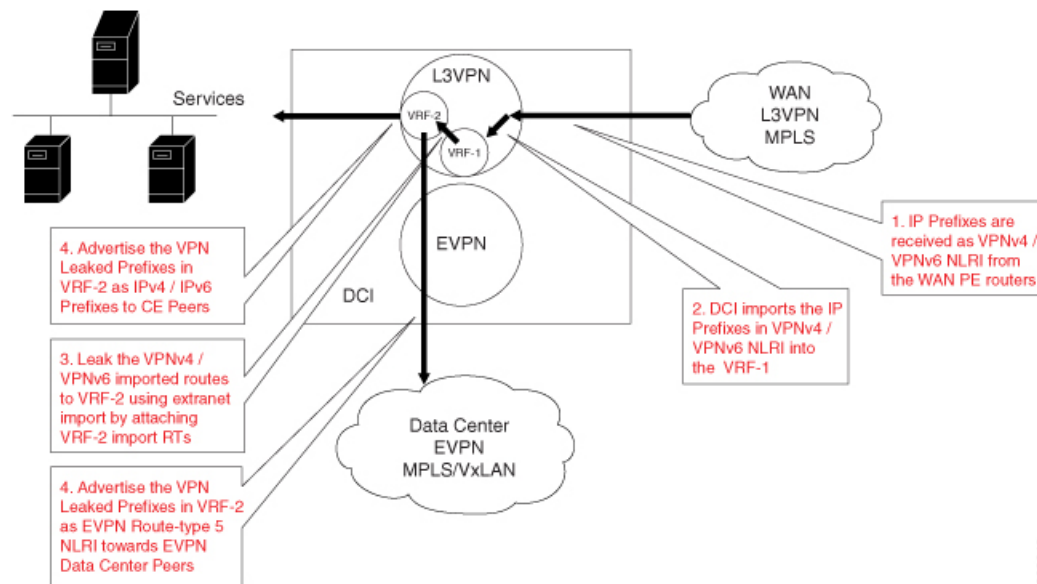 Services
L3VPN
VRF-2
VRF-1
EVPN
DCI
WAN
L3VPN
MPLS
1. IP Prefixes are
received as VPNv4 /
VPNv6 NLRI from
the WAN PE routers
2. DCI imports the IP
Prefixes in VPNv4 /
VPNv6 NLRI into
the VRF-1
4. Advertise the VPN
Leaked Prefixes in
VRF-2 as IPv4 / IPv6
Prefixes to CE Peers
3. Leak the VPNv4 /
VPNv6 imported routes
to VRF-2 using extranet
import by attaching
VRF-2 import RTs
4. Advertise the VPN
Leaked Prefixes in VRF-2
as EVPN Route-type 5
NLRI towards EVPN
Data Center Peers
Data Center
EVPN
MPLS/VxLAN